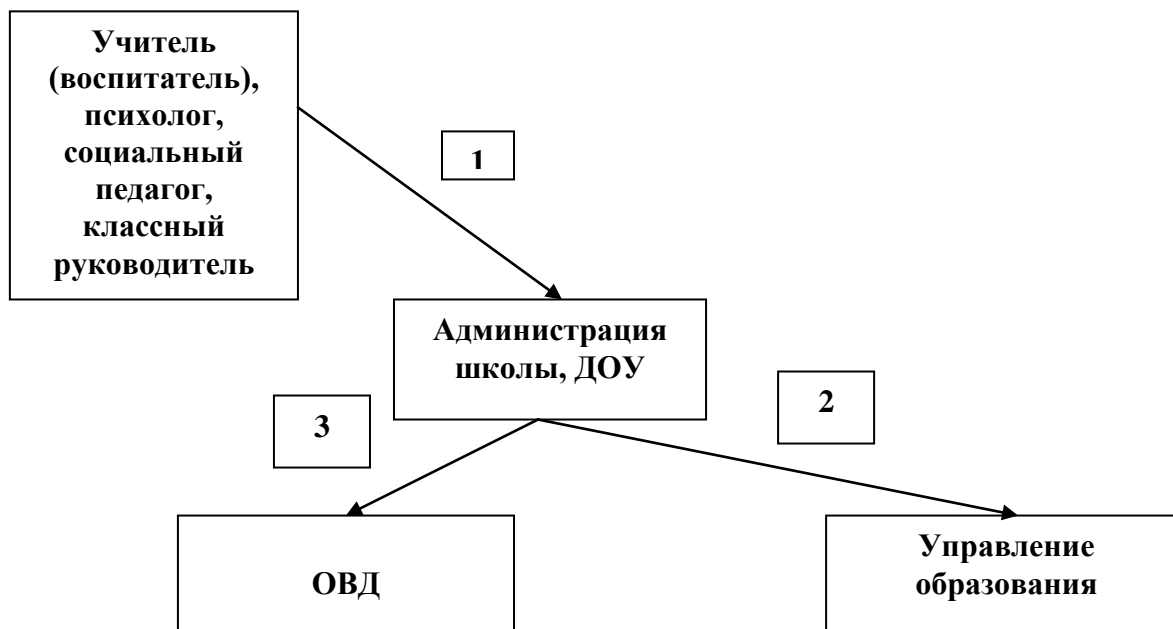 Учитель
(воспитатель),
психолог,
социальный
педагог,
классный
руководитель
1
Администрация
школы, ДОУ
3
2
ОВД
Управление
образования